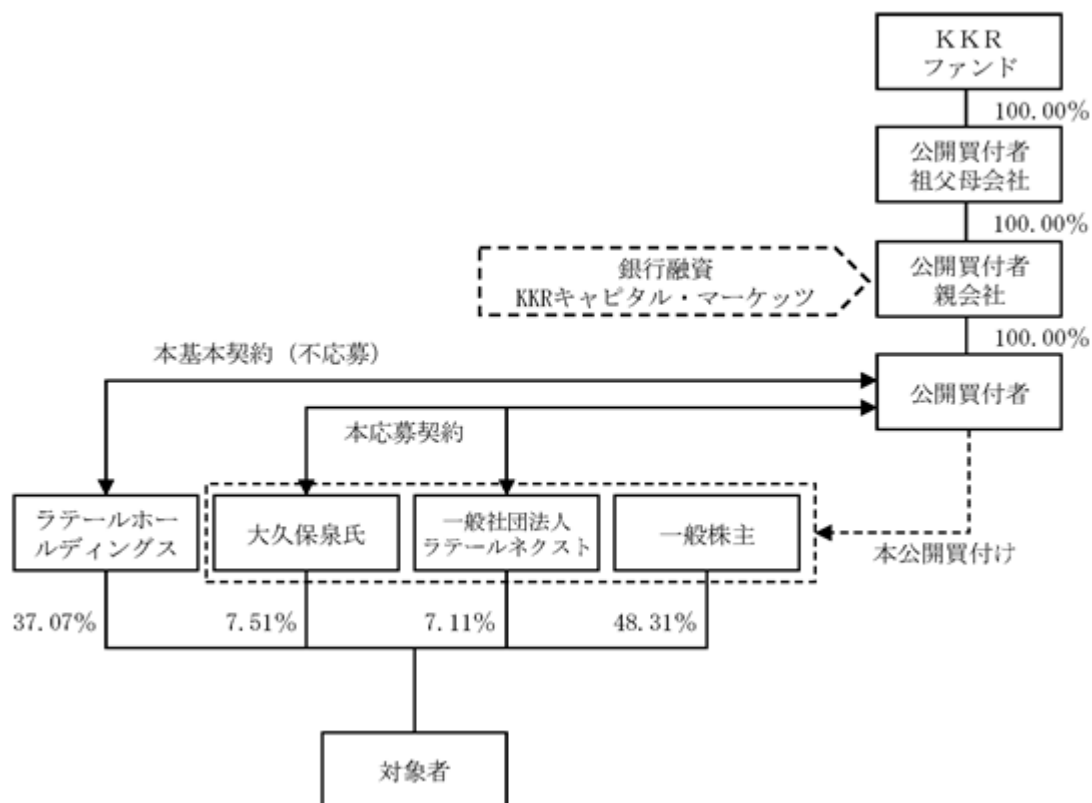 ＫＫＲ
ファンド
100.00%
公開買付者
祖父母会社
100.00%
銀行融資
KKRキャピタル・マーケッツ
公開買付者
親会社
100.00%
本基本契約（不応募）
公開買付者
本応募契約
ラテールホー
ルディングス
大久保泉氏
一般社団法人
ラテールネクスト
一般株主
本公開買付け
37.07%
7.51%
7.11%
48.31%
対象者